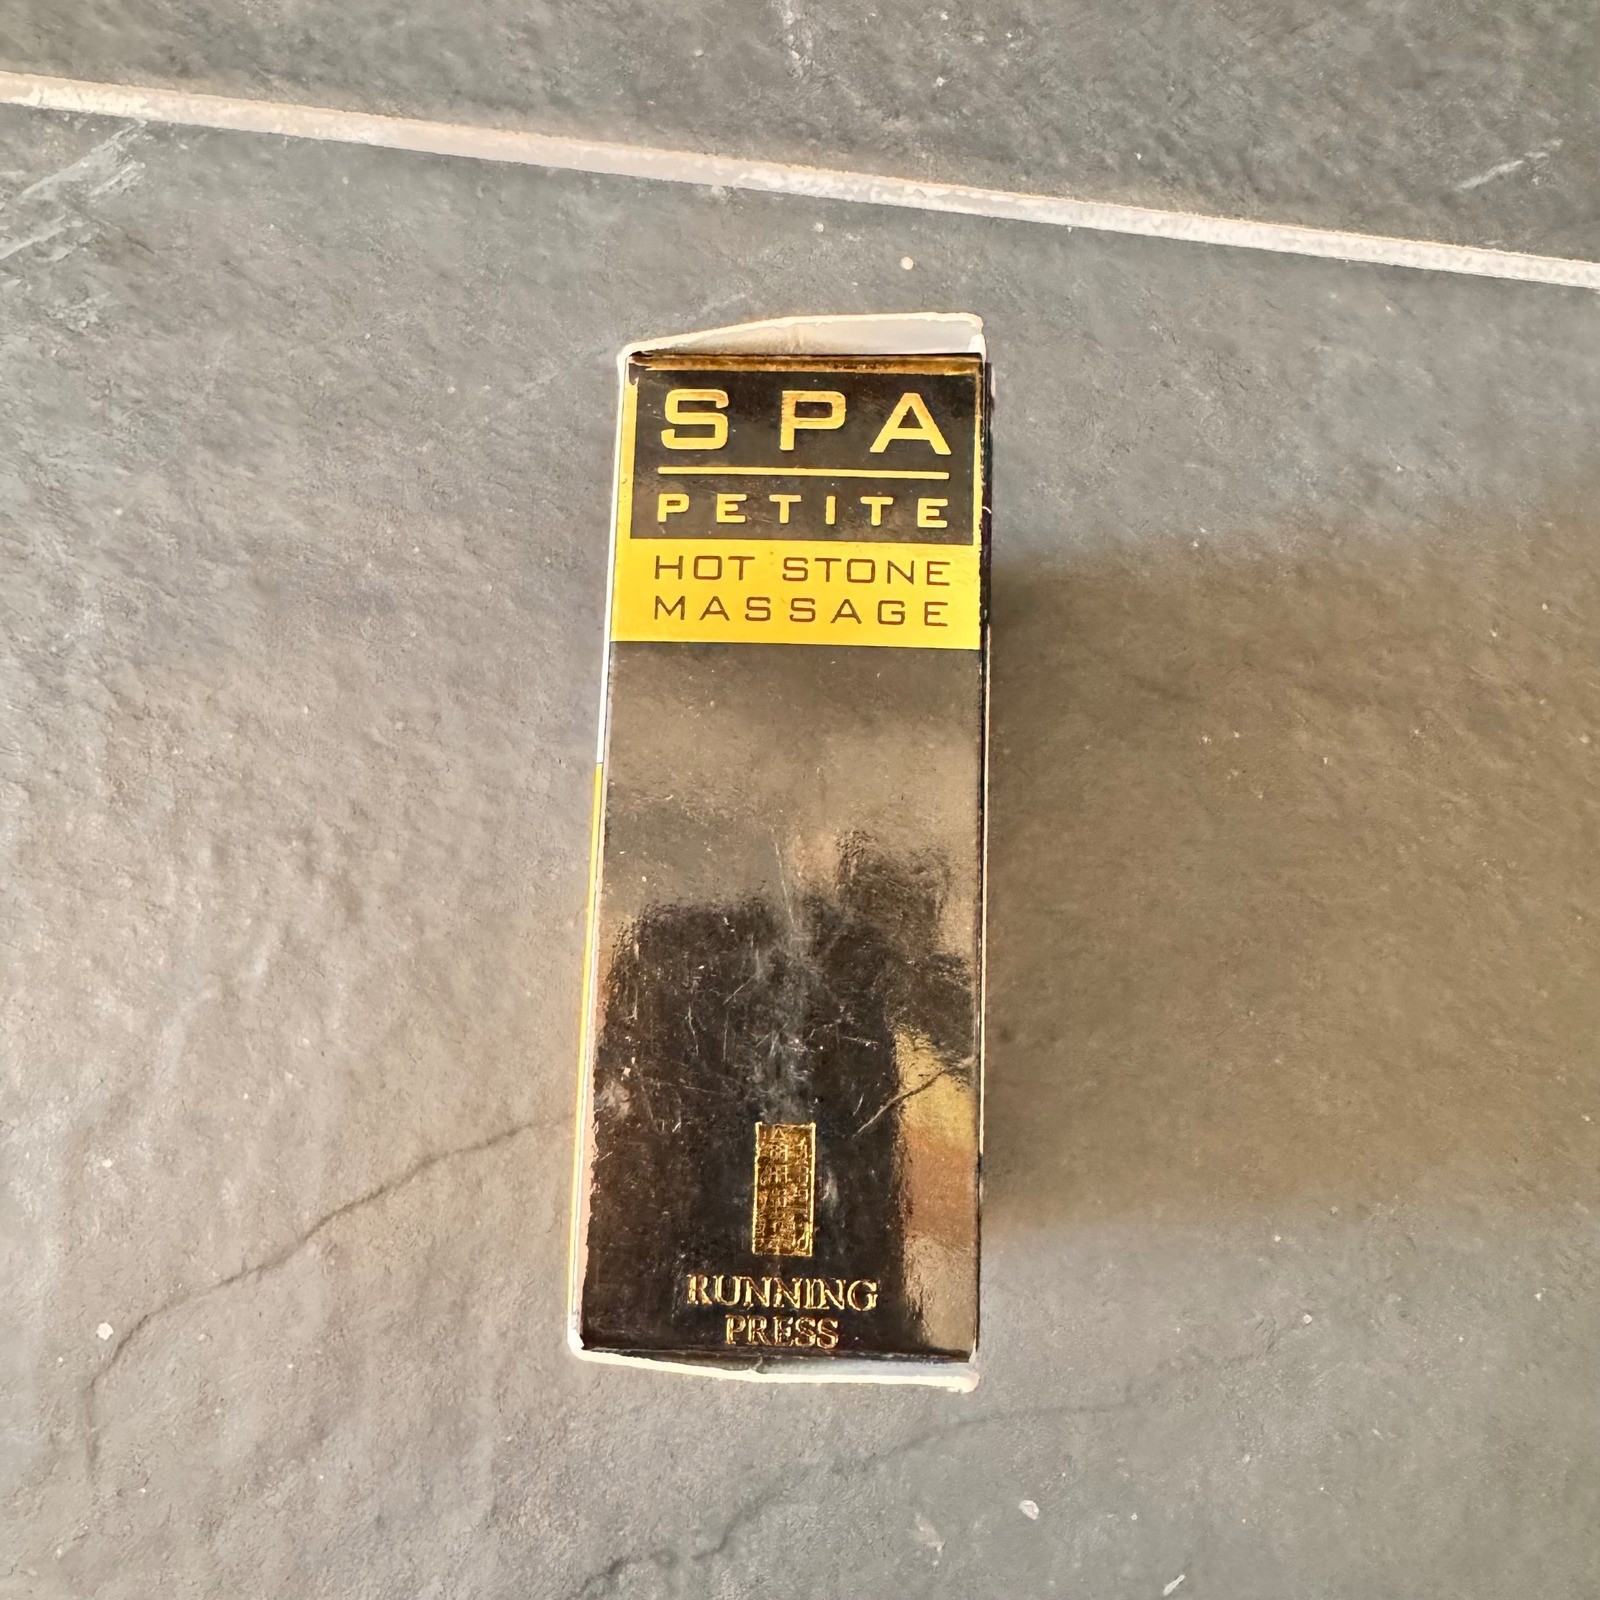 SPA
PETITE
HOT STONE
MASSAGE
RUNNING
PRESS